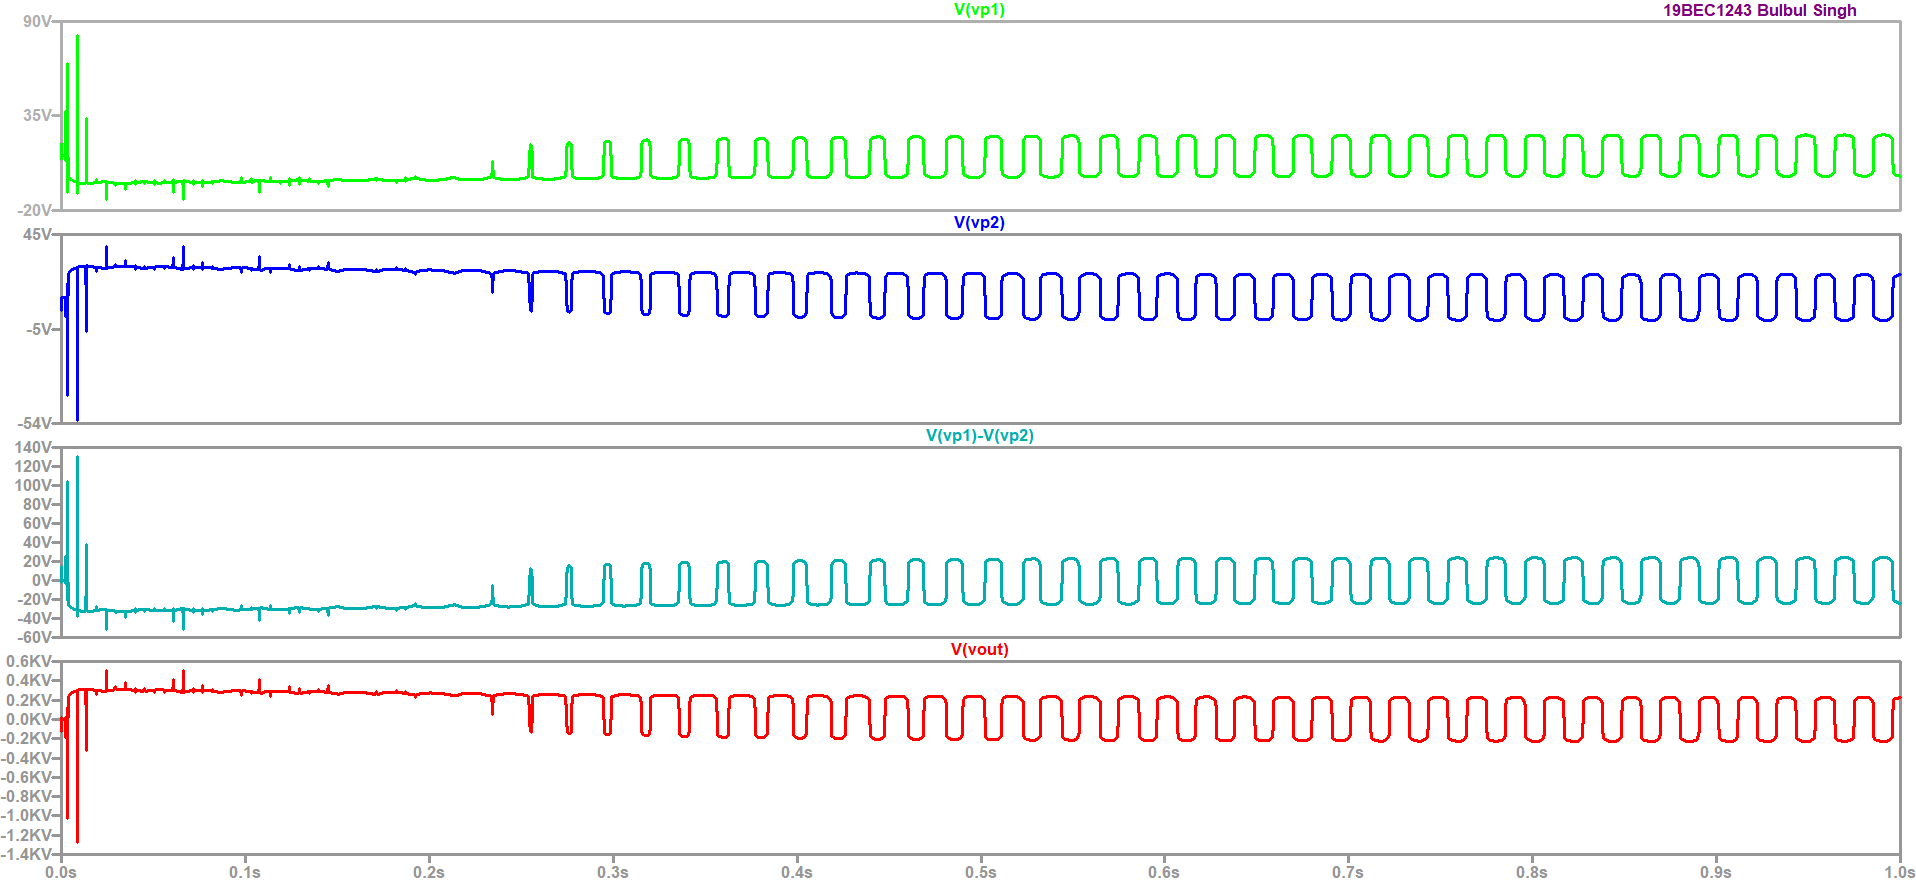 V(vp1)
19BEC1243 Bulbul Singh
90V
35V
-20V
V(vp2)
45V
-5V
-54V
V(vp1)-V(vp2)
140V
120V
100V
80V
60V
40V
20V
0V
-20V
-40V
-60V
V(vout)
0.6KV
0.4KV
0.2KV
0.0KV
-0.2KV
-0.4KV
-0.6KV
-0.8KV
-1.0KV
-1.2KV
-1.4KV
0.0s 0.1s 0.2s 0.3s 0.4s 0.5s 0.6s 0.7s 0.8s 0.9s 1.0s